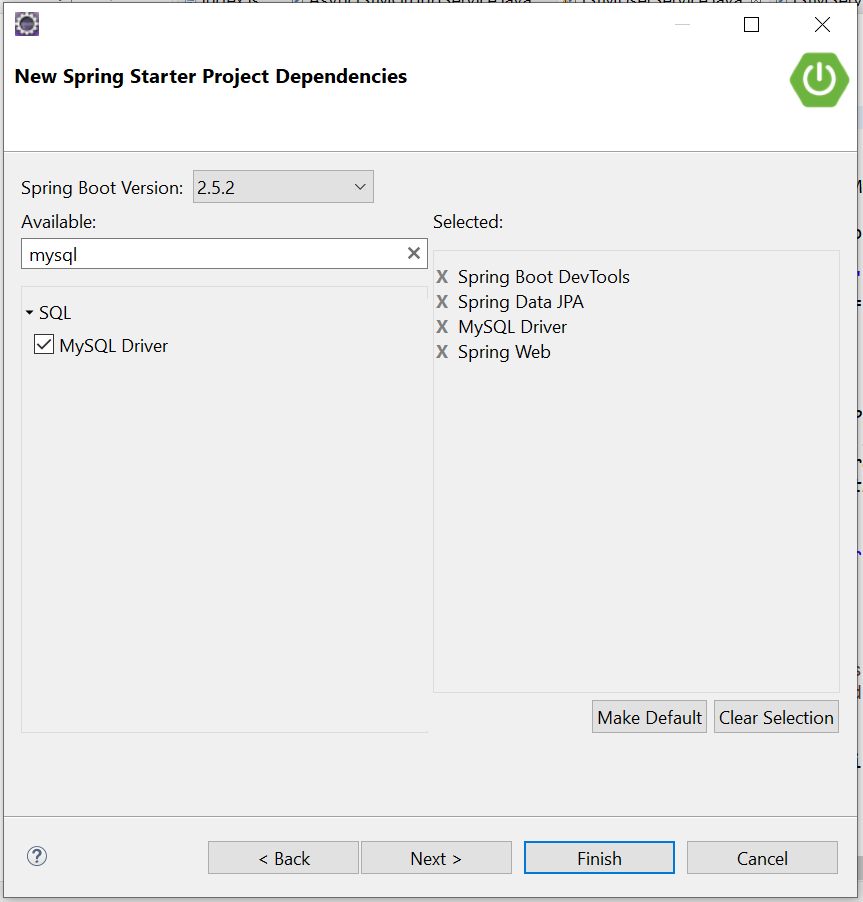 New Spring Starter Project Dependencies
Spring Boot Version: 2.5.2
Available:
Selected:
mysql
SQL
MySQL Driver
X Spring Boot DevTools
X Spring Data JPA
X MySQL Driver
X Spring Web
Make Default
Clear Selection
?
< Back
Next >
Finish
Cancel